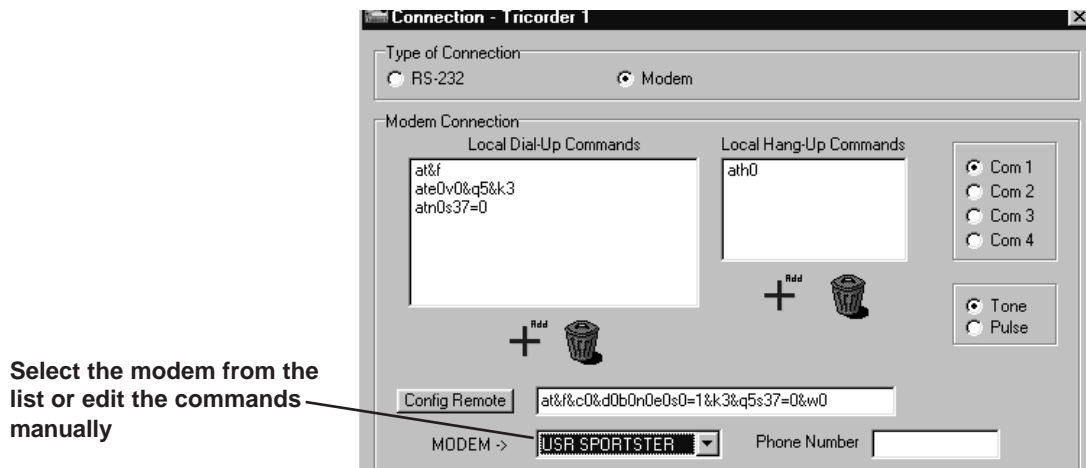 Connection - Tricorder 1
Type of Connection
RS-232
Modem
Modem Connection
Local Dial-Up Commands
Local Hang-Up Commands
at&f
ate0v0&q5&k3
atn0s37=0
ath0
Com 1
Com 2
Com 3
Com 4
Add
Add
Tone
Pulse
Select the modem from the
list or edit the commands
manually
Config Remote
at&f&c0&d0b0n0e0s0=1&k3&q5s37=0&w0
MODEM ->
USR SPORTSTER
Phone Number